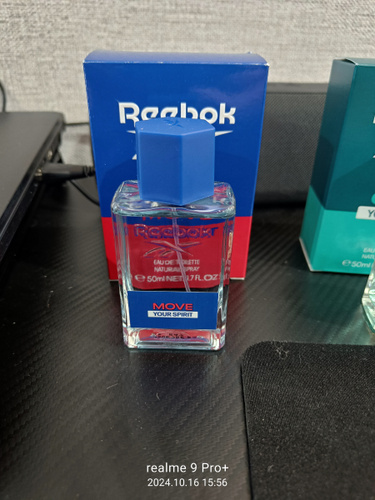 Reebok
Reebok
EAU DE TOILETTE
NATURAL SPRAY
℮ 50ml/NET 1.7 FL.OZ
MOVE
YOUR SPIRIT
YO
realme 9 Pro+
2024.10.16 15:56